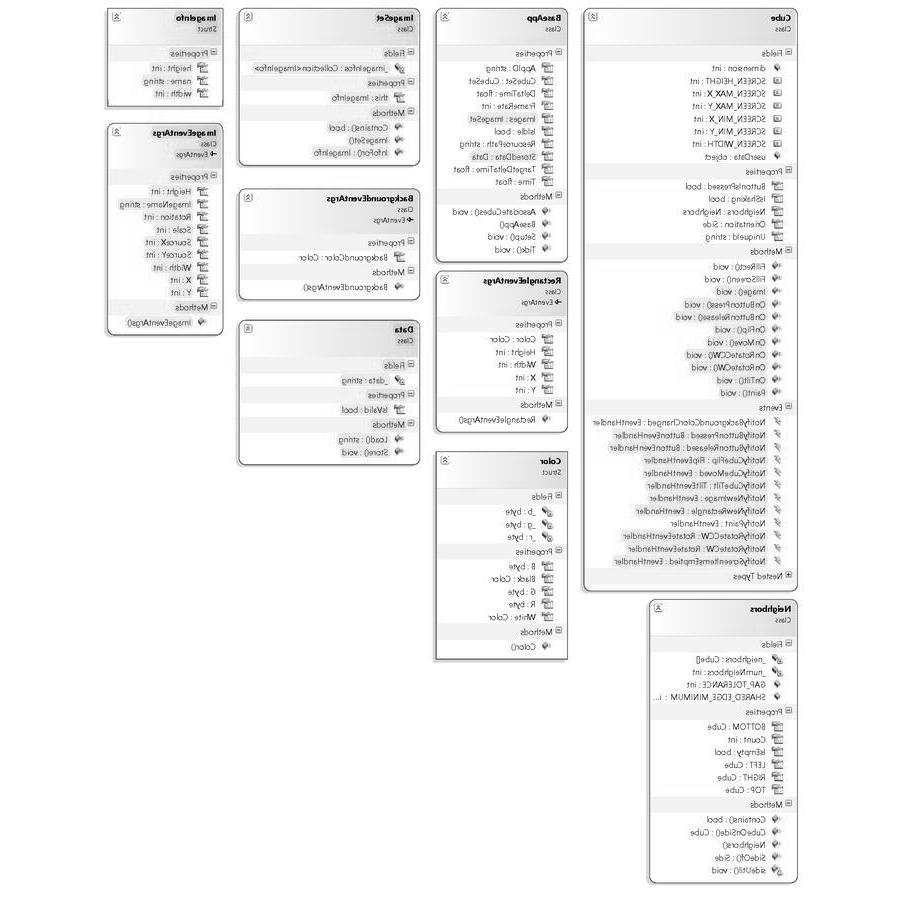 Cube
Class
Fields
dimension : int
SCREEN_HEIGHT : int
SCREEN_MAX_X : int
SCREEN_MAX_Y : int
SCREEN_MIN_X : int
SCREEN_MIN_Y : int
SCREEN_WIDTH : int
userData : object
Properties
ButtonIsPressed : bool
IsShaking : bool
Neighbors : Neighbors
Orientation : Side
UniqueId : string
Methods
FillRect() : void
FillScreen() : void
Image() : void
OnButtonPress() : void
OnButtonRelease() : void
OnFlip() : void
OnMove() : void
OnRotateCCW() : void
OnRotateCW() : void
OnTilt() : void
Paint() : void
Events
NotifyBackgroundColorChanged : EventHandler
NotifyButtonPressed : ButtonEventHandler
NotifyButtonReleased : ButtonEventHandler
NotifyCubeFlip : FlipEventHandler
NotifyCubeMoved : EventHandler
NotifyCubeTilt : TiltEventHandler
NotifyNewImage : EventHandler
NotifyNewRectangle : EventHandler
NotifyPaint : EventHandler
NotifyRotateCCW : RotateEventHandler
NotifyRotateCW : RotateEventHandler
NotifyScreenItemsEmptied : EventHandler
Nested Types
Neighbors
Class
Fields
_neighbors : Cube[]
_numNeighbors : int
GAP_TOLERANCE : int
SHARED_EDGE_MINIMUM : i...
Properties
BOTTOM : Cube
Count : int
IsEmpty : bool
LEFT : Cube
RIGHT : Cube
TOP : Cube
Methods
Contains() : bool
CubeOnSide() : Cube
Neighbors()
SideOf() : Side
sideUtil() : void
BaseApp
Class
Properties
AppID : string
CubeSet : CubeSet
DeltaTime : float
FrameRate : int
Images : ImageSet
IsIdle : bool
ResourcePath : string
StoredData : Data
TargetDeltaTime : float
Time : float
Methods
AssociateCubes() : void
BaseApp()
Setup() : void
Tick() : void
RectangleEventArgs
Class
EventArgs
Properties
Color : Color
Height : int
Width : int
X : int
Y : int
Methods
RectangleEventArgs()
Color
Struct
Fields
_b : byte
_g : byte
_r : byte
Properties
B : byte
Black : Color
G : byte
R : byte
White : Color
Methods
Color()
ImageSet
Class
Fields
_imageInfos : Collection<ImageInfo>
Properties
this : ImageInfo
Methods
Contains() : bool
ImageSet()
InfoFor() : ImageInfo
BackgroundEventArgs
Class
EventArgs
Properties
BackgroundColor : Color
Methods
BackgroundEventArgs()
Data
Class
Fields
_data : string
Properties
IsValid : bool
Methods
Load() : string
Store() : void
ImageInfo
Struct
Properties
height : int
name : string
width : int
ImageEventArgs
Class
EventArgs
Properties
Height : int
ImageName : string
Rotation : int
Scale : int
SourceX : int
SourceY : int
Width : int
X : int
Y : int
Methods
ImageEventArgs()